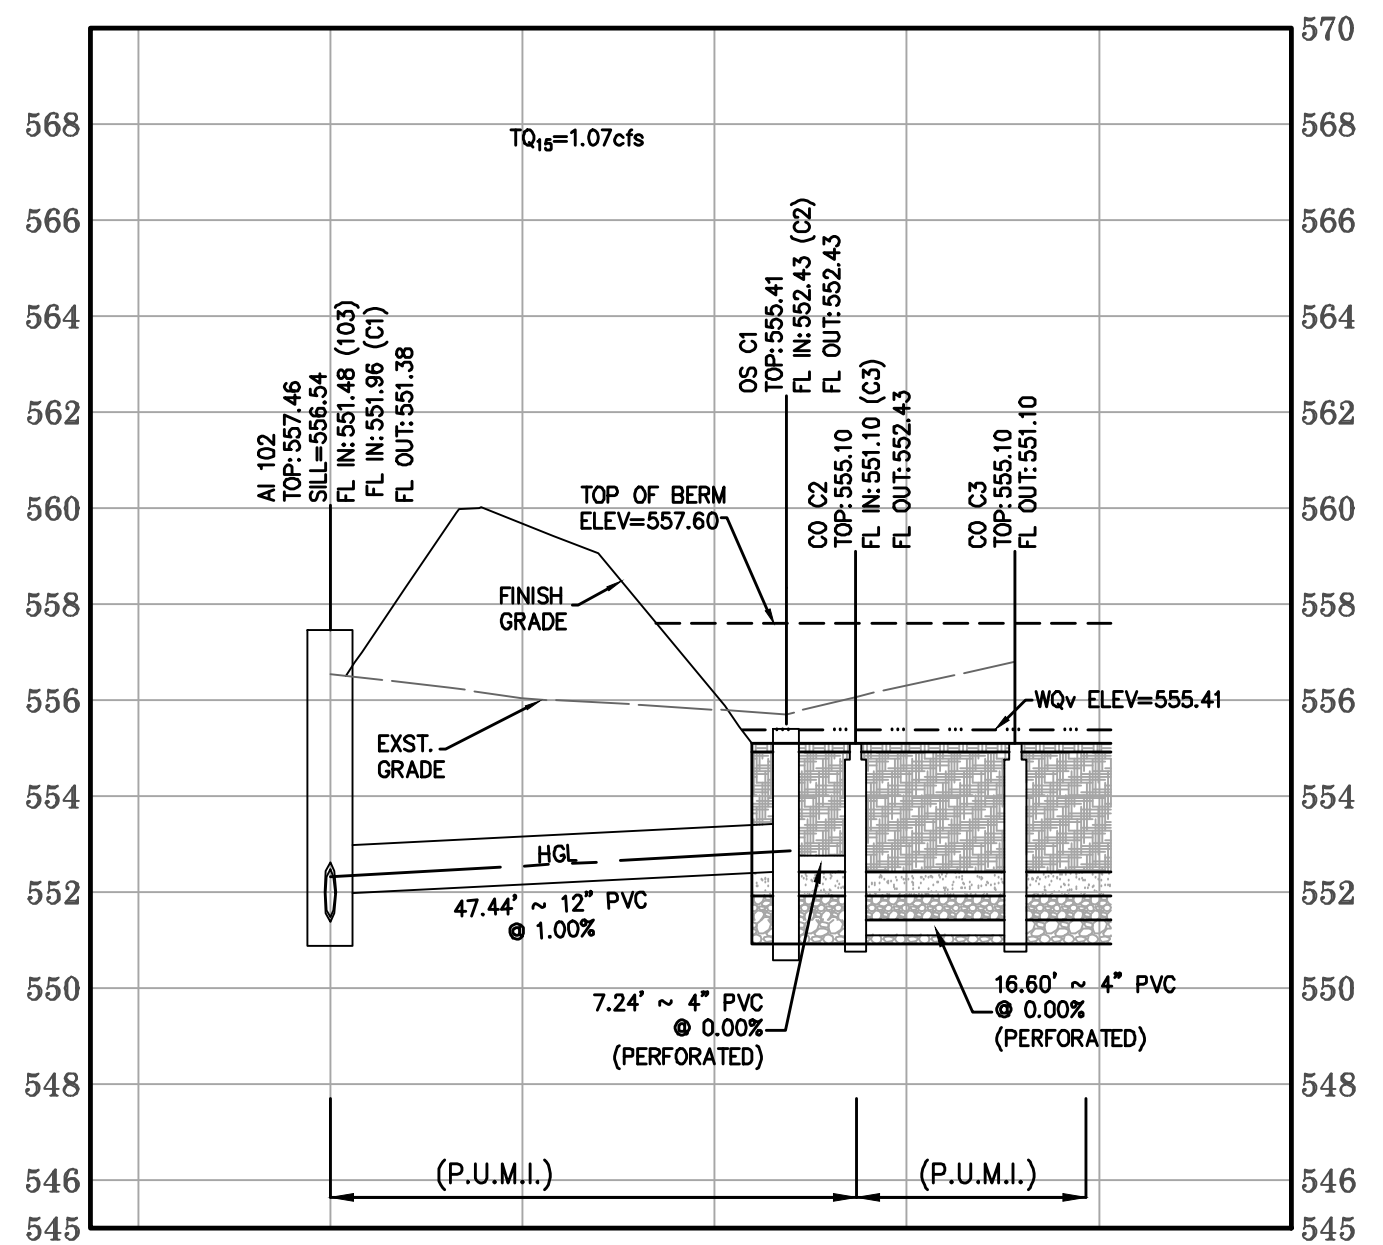 570
568
568
TQ15=1.07cfs
566
566
564
564
562
562
560
560
558
558
556
556
554
554
552
552
550
550
548
548
546
546
545
545
AI 102
TOP:557.46
SILL=556.54
FL IN:551.48 (103)
FL IN:551.96 (C1)
FL OUT:551.38
OS C1
TOP:555.41
FL IN:552.43 (C2)
FL OUT:552.43
CO C2
TOP:555.10
FL IN:551.10 (C3)
FL OUT:552.43
CO C3
TOP:555.10
FL OUT:551.10
TOP OF BERM
ELEV=557.60
FINISH
GRADE
WQv ELEV=555.41
EXST.
GRADE
HGL
47.44' ~ 12" PVC
@ 1.00%
7.24' ~ 4" PVC
@ 0.00%
(PERFORATED)
16.60' ~ 4" PVC
@ 0.00%
(PERFORATED)
(P.U.M.I.)
(P.U.M.I.)